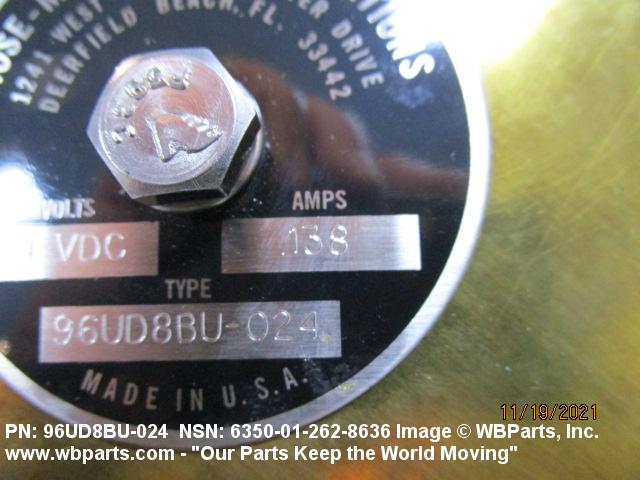 1241 WEST DRIVE
DEERFIELD BEACH, FL. 33442
VOLTS AMPS
VDC .138
TYPE
96UD8BU-024
MADE IN U.S.A.
11/19/2021
PN: 96UD8BU-024 NSN: 6350-01-262-8636 Image © WBParts, Inc.
www.wbparts.com - "Our Parts Keep the World Moving"